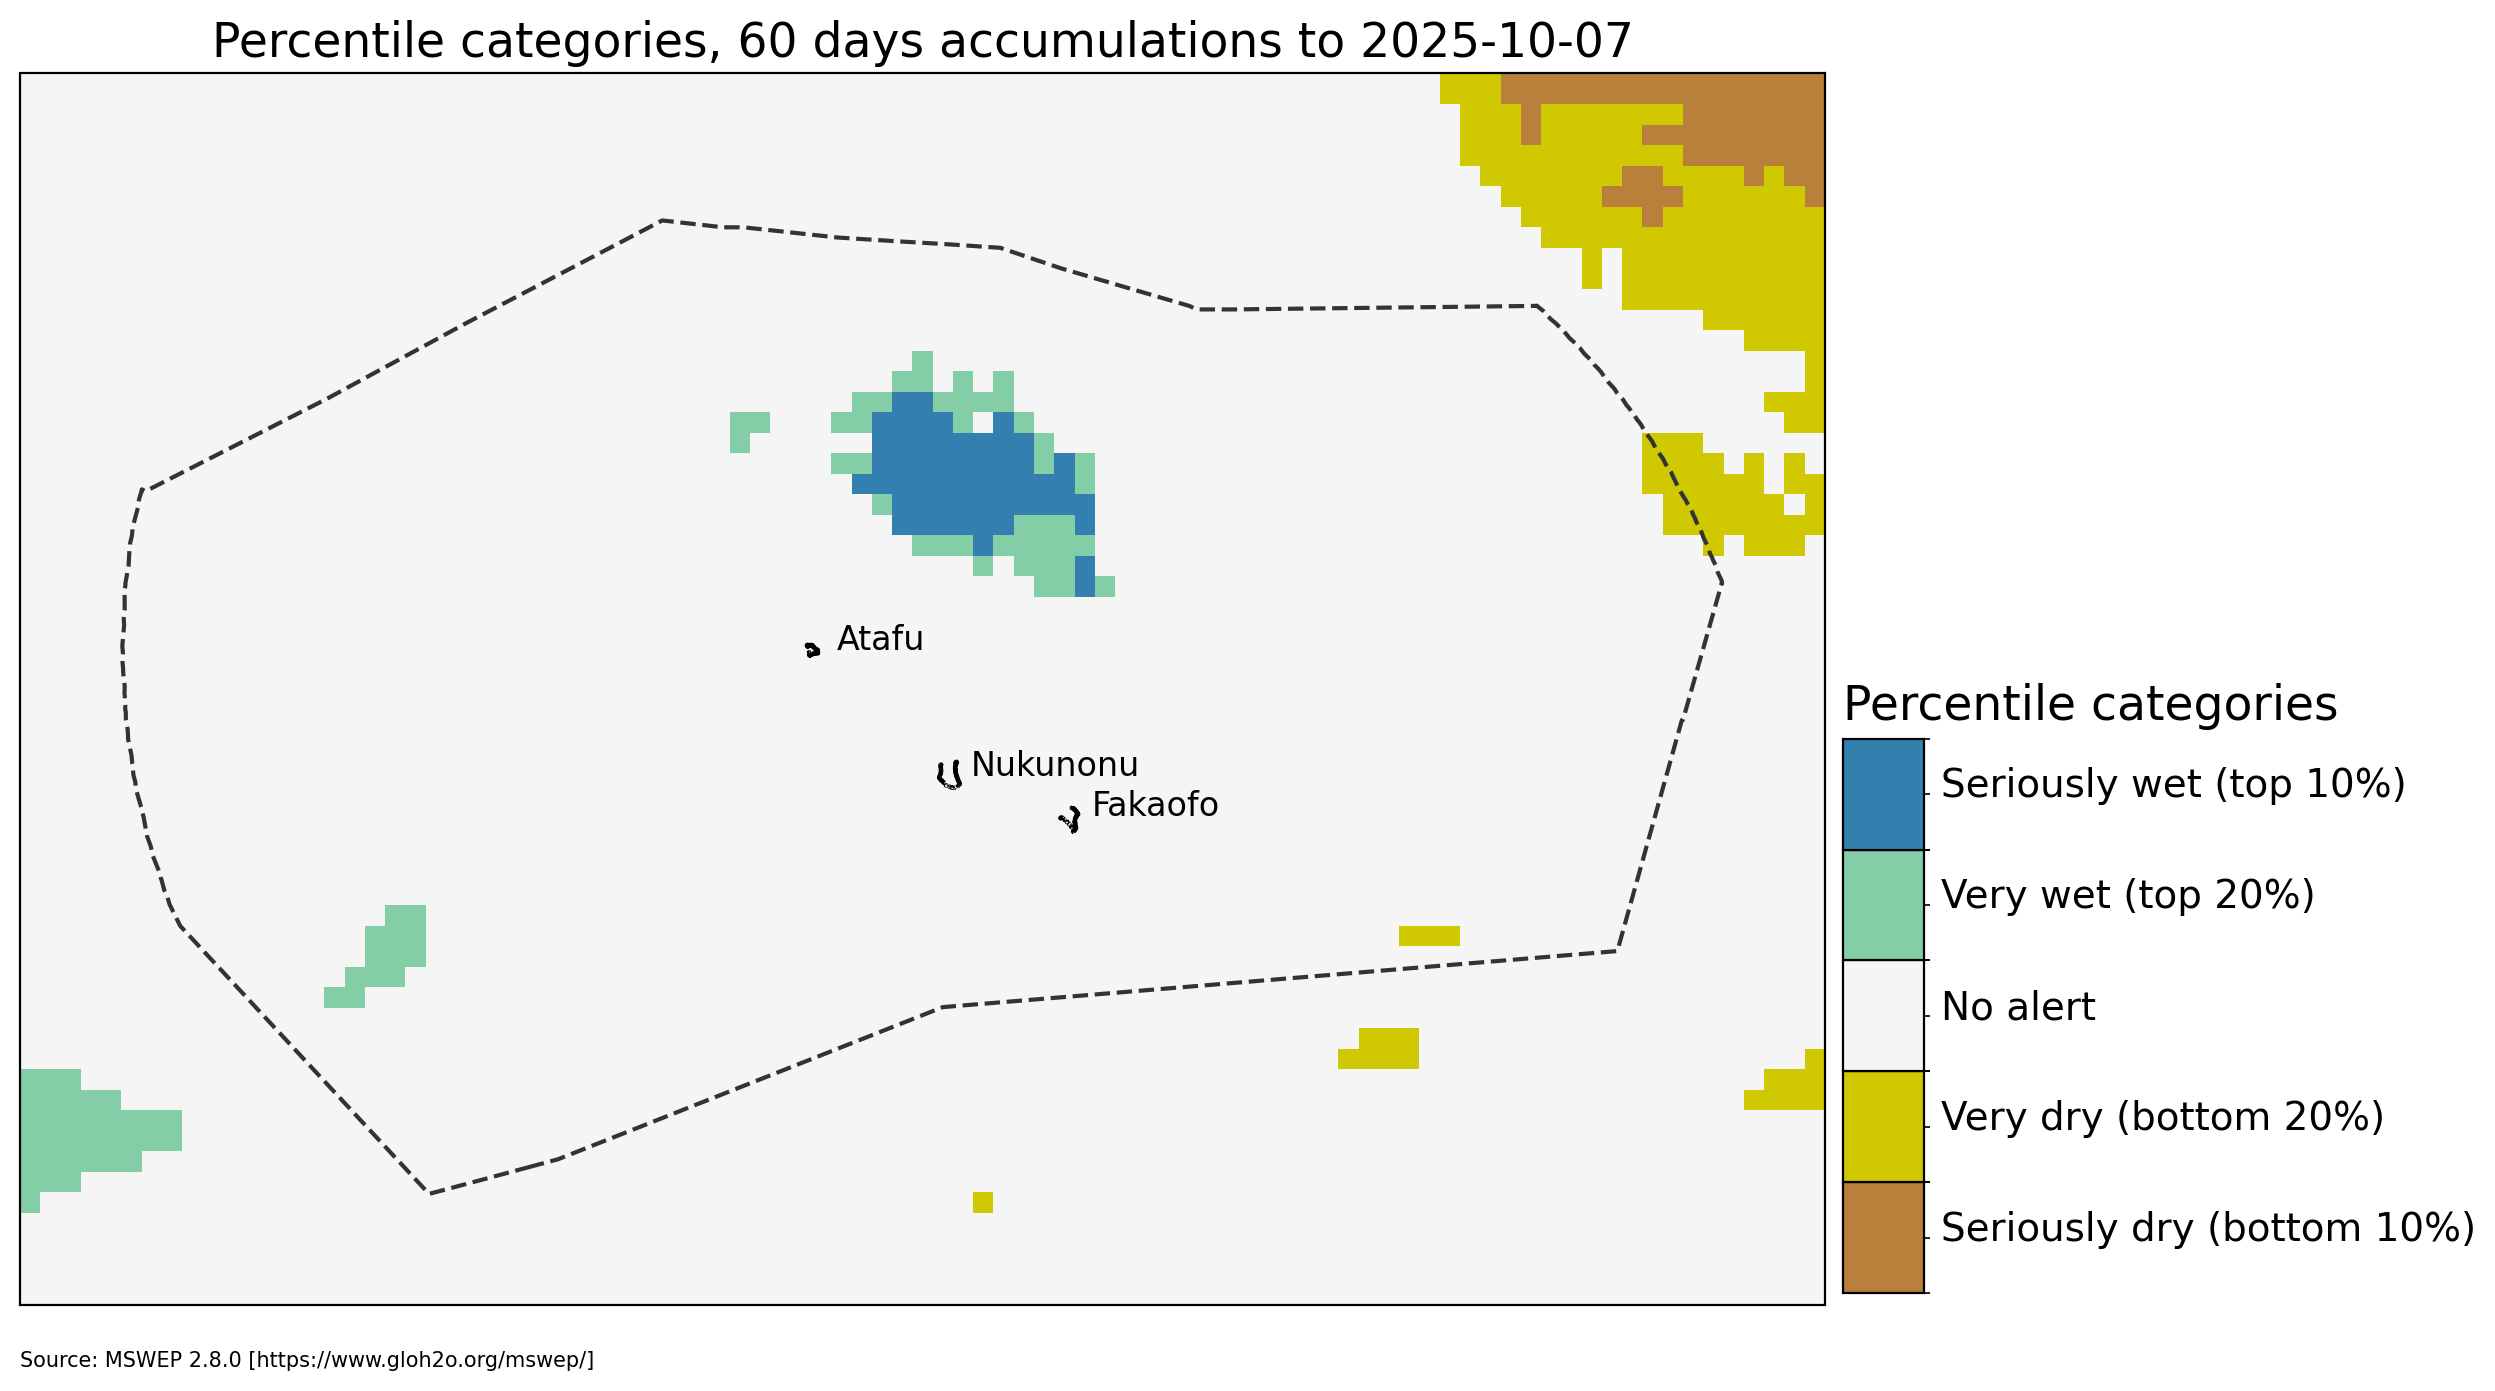 Percentile categories, 60 days accumulations to 2025-10-07
Atafu
Nukunonu
Fakaofo
Percentile categories
Seriously wet (top 10%)
Very wet (top 20%)
No alert
Very dry (bottom 20%)
Seriously dry (bottom 10%)
Source: MSWEP 2.8.0 [https://www.gloh2o.org/mswep/]